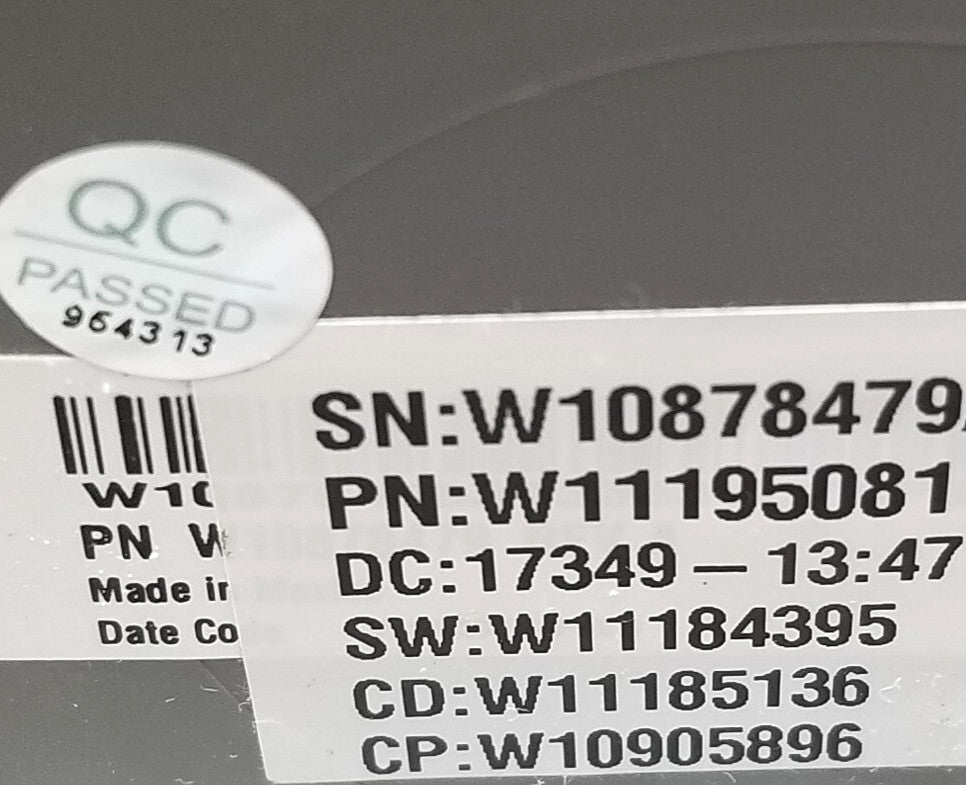 QC
PASSED
964313
SN:W10878479
PN:W11195081
DC:17349 — 13:47
SW:W11184395
CD:W11185136
CP:W10905896
W10
PN W
Made in
Date Co